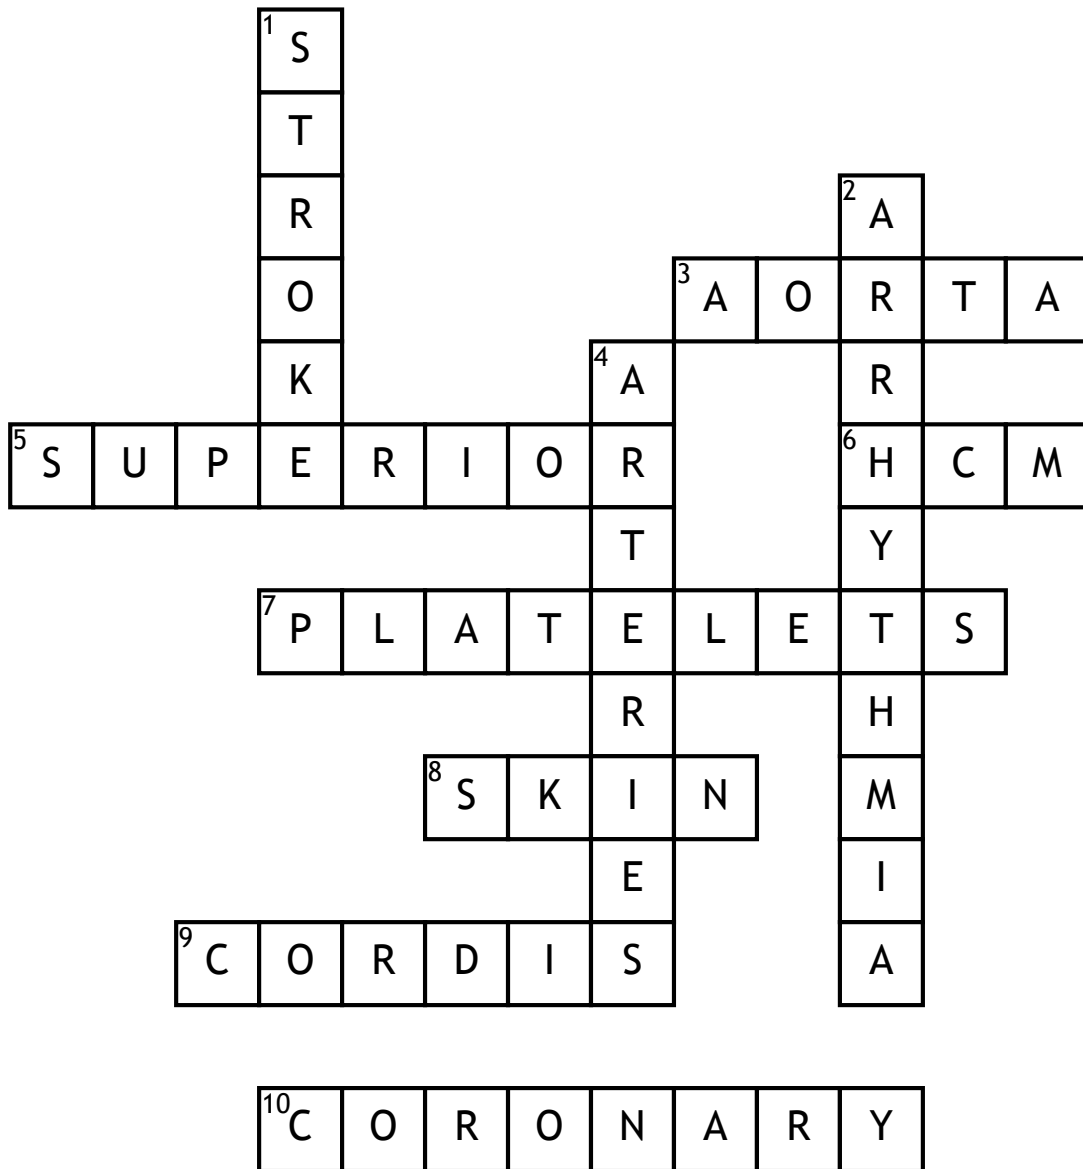 1 S
T
R 2 A
O 3 A O R T A
K 4 A R
5 S U P E R I O R 6 H C M
T Y
7 P L A T E L E T S
R H
8 S K I N M
E I
9 C O R D I S A
10 C O R O N A R Y